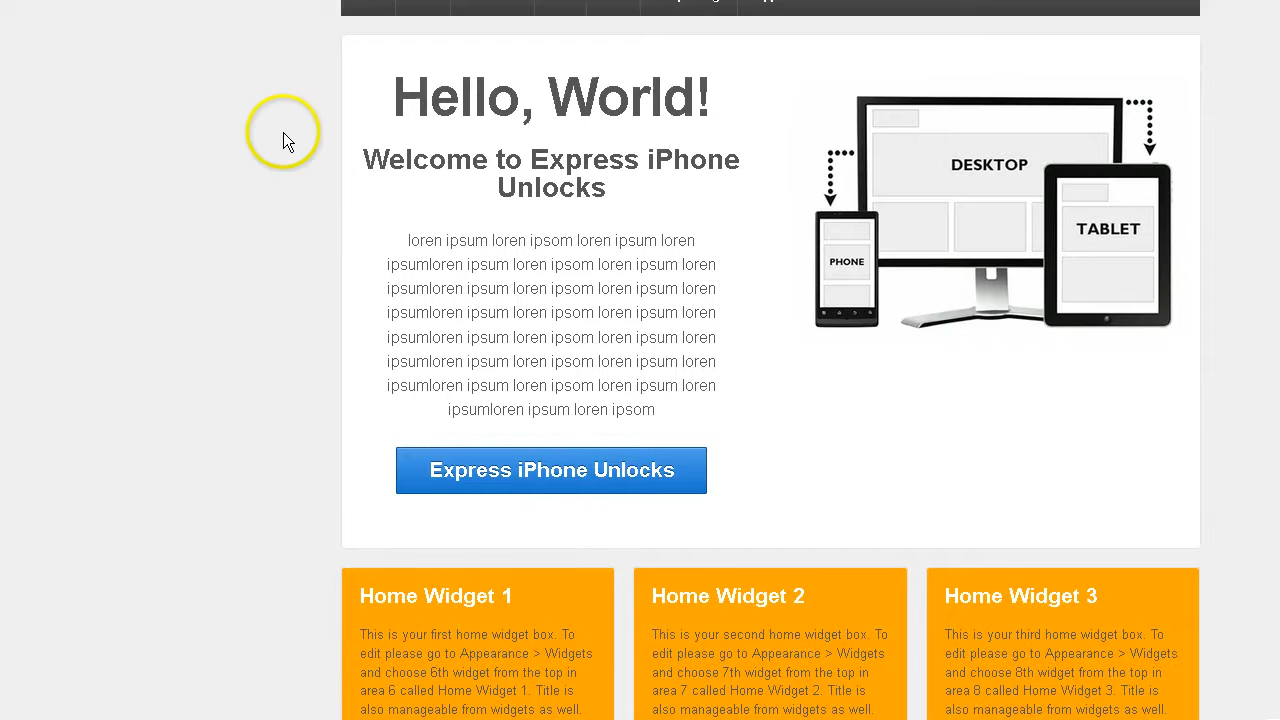 Hello, World!
Welcome to Express iPhone
Unlocks
loren ipsum loren ipsom loren ipsum loren
ipsumloren ipsum loren ipsom loren ipsum loren
ipsumloren ipsum loren ipsom loren ipsum loren
ipsumloren ipsum loren ipsom loren ipsum loren
ipsumloren ipsum loren ipsom loren ipsum loren
ipsumloren ipsum loren ipsom loren ipsum loren
ipsumloren ipsum loren ipsom loren ipsum loren
ipsumloren ipsum loren ipsom
Express iPhone Unlocks
DESKTOP
TABLET
PHONE
Home Widget 1
This is your first home widget box. To
edit please go to Appearance > Widgets
and choose 6th widget from the top in
area 6 called Home Widget 1. Title is
also manageable from widgets as well.
Home Widget 2
This is your second home widget box. To
edit please go to Appearance > Widgets
and choose 7th widget from the top in
area 7 called Home Widget 2. Title is
also manageable from widgets as well.
Home Widget 3
This is your third home widget box. To
edit please go to Appearance > Widgets
and choose 8th widget from the top in
area 8 called Home Widget 3. Title is
also manageable from widgets as well.